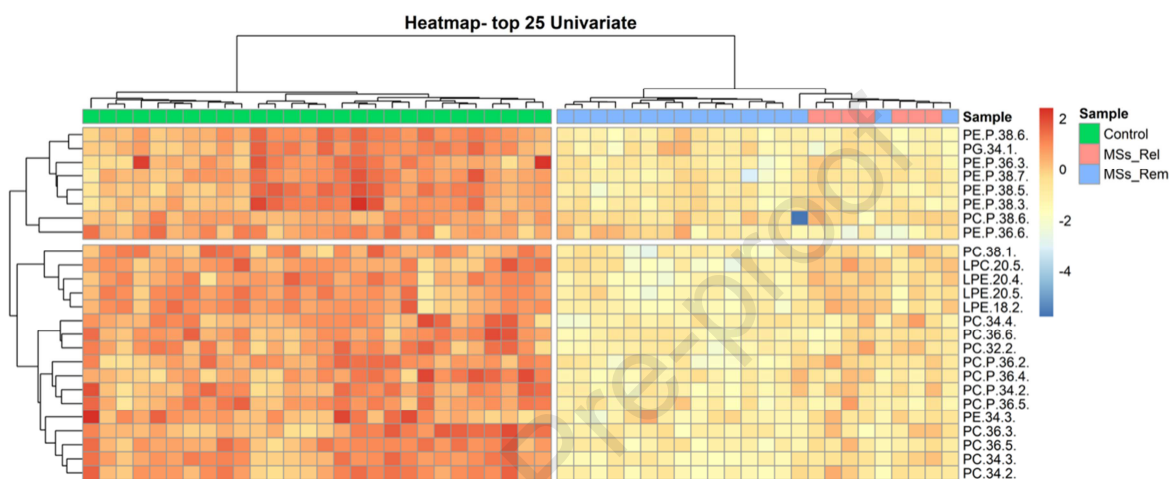 Heatmap- top 25 Univariate
Sample
PE.P.38.6.
PG.34.1.
PE.P.36.3.
PE.P.38.7.
PE.P.38.5.
PE.P.38.3.
PC.P.38.6.
PE.P.36.6.
PC.38.1.
LPC.20.5.
LPE.20.4.
LPE.20.5.
LPE.18.2.
PC.34.4.
PC.36.6.
PC.32.2.
PC.P.36.2.
PC.P.36.4.
PC.P.34.2.
PC.P.36.5.
PE.34.3.
PC.36.3.
PC.36.5.
PC.34.3.
PC.34.2.
2
0
-2
-4
Sample
Control
MSs_Rel
MSs_Rem
Pre-proof